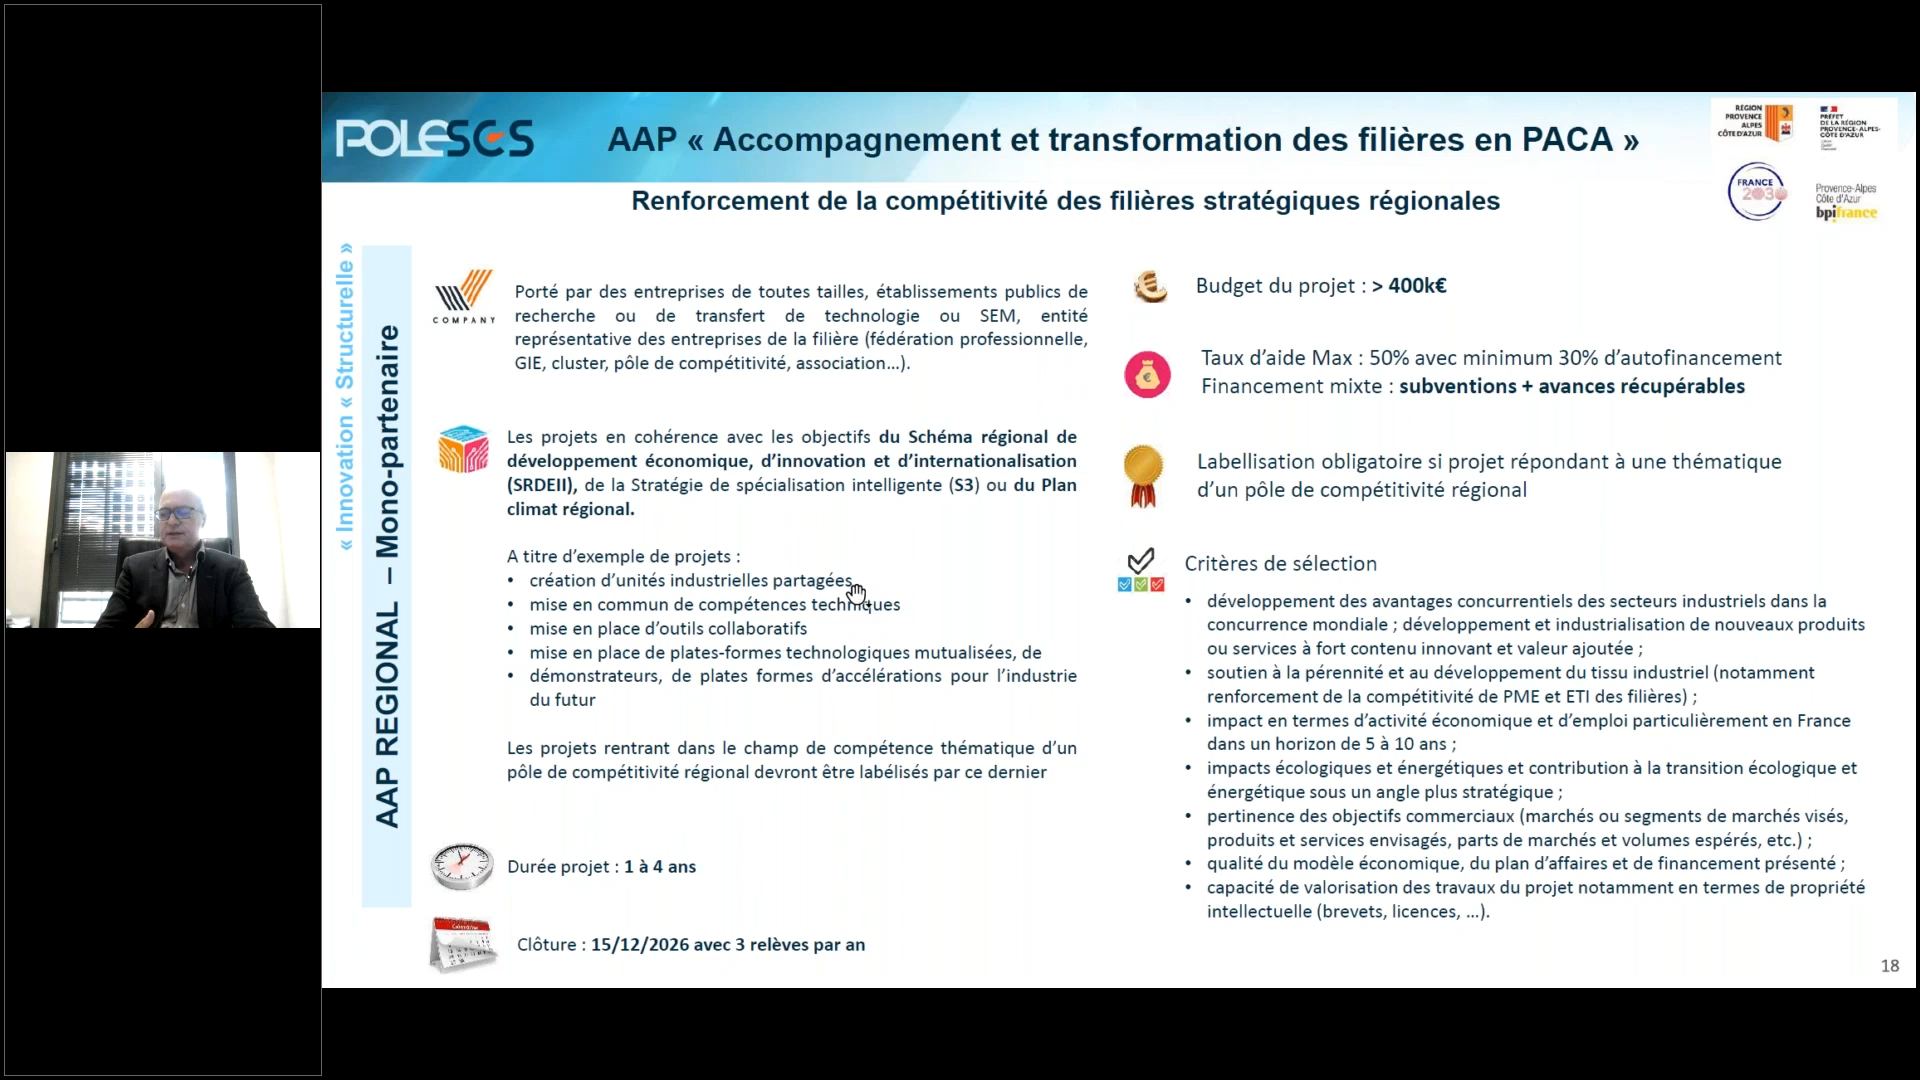 POLESCS
AAP « Accompagnement et transformation des filières en PACA »
RÉGION
PROVENCE
ALPES
CÔTE D'AZUR
PRÉFET
DE LA RÉGION
PROVENCE-ALPES-
CÔTE D'AZUR
Renforcement de la compétitivité des filières stratégiques régionales
FRANCE
2030
Provence-Alpes
Côte d'Azur
bpifrance
« Innovation « Structurelle »
AAP REGIONAL – Mono-partenaire
COMPANY
Porté par des entreprises de toutes tailles, établissements publics de
recherche ou de transfert de technologie ou SEM, entité
représentative des entreprises de la filière (fédération professionnelle,
GIE, cluster, pôle de compétitivité, association…).
Les projets en cohérence avec les objectifs du Schéma régional de
développement économique, d'innovation et d'internationalisation
(SRDEII), de la Stratégie de spécialisation intelligente (S3) ou du Plan
climat régional.
A titre d'exemple de projets :
• création d'unités industrielles partagées
• mise en commun de compétences techniques
• mise en place d'outils collaboratifs
• mise en place de plates-formes technologiques mutualisées, de
• démonstrateurs, de plates formes d'accélérations pour l'industrie
du futur
Les projets rentrant dans le champ de compétence thématique d'un
pôle de compétitivité régional devront être labélisés par ce dernier
Durée projet : 1 à 4 ans
Clôture : 15/12/2026 avec 3 relèves par an
Budget du projet : > 400k€
Taux d'aide Max : 50% avec minimum 30% d'autofinancement
Financement mixte : subventions + avances récupérables
Labellisation obligatoire si projet répondant à une thématique
d'un pôle de compétitivité régional
Critères de sélection
• développement des avantages concurrentiels des secteurs industriels dans la
concurrence mondiale ; développement et industrialisation de nouveaux produits
ou services à fort contenu innovant et valeur ajoutée ;
• soutien à la pérennité et au développement du tissu industriel (notamment
renforcement de la compétitivité de PME et ETI des filières) ;
• impact en termes d'activité économique et d'emploi particulièrement en France
dans un horizon de 5 à 10 ans ;
• impacts écologiques et énergétiques et contribution à la transition écologique et
énergétique sous un angle plus stratégique ;
• pertinence des objectifs commerciaux (marchés ou segments de marchés visés,
produits et services envisagés, parts de marchés et volumes espérés, etc.) ;
• qualité du modèle économique, du plan d'affaires et de financement présenté ;
• capacité de valorisation des travaux du projet notamment en termes de propriété
intellectuelle (brevets, licences, …).
18